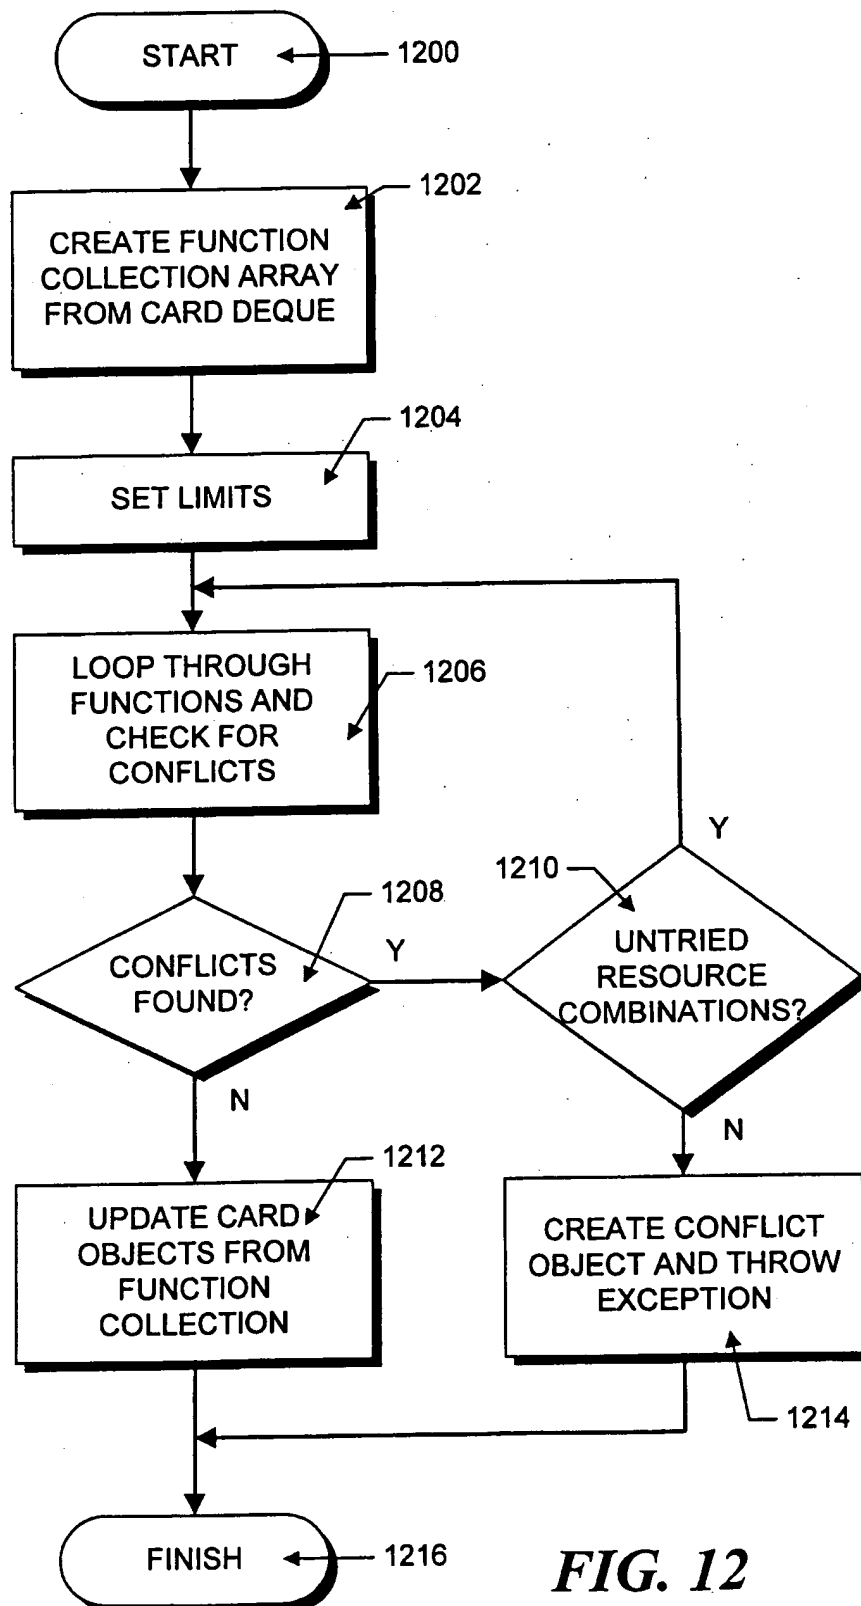 START
1200
1202
CREATE FUNCTION
COLLECTION ARRAY
FROM CARD DEQUE
1204
SET LIMITS
LOOP THROUGH
FUNCTIONS AND
CHECK FOR
CONFLICTS
1206
Y
1208
1210
CONFLICTS
FOUND?
Y
UNTRIED
RESOURCE
COMBINATIONS?
N
N
1212
UPDATE CARD
OBJECTS FROM
FUNCTION
COLLECTION
CREATE CONFLICT
OBJECT AND THROW
EXCEPTION
1214
FINISH
1216
FIG. 12